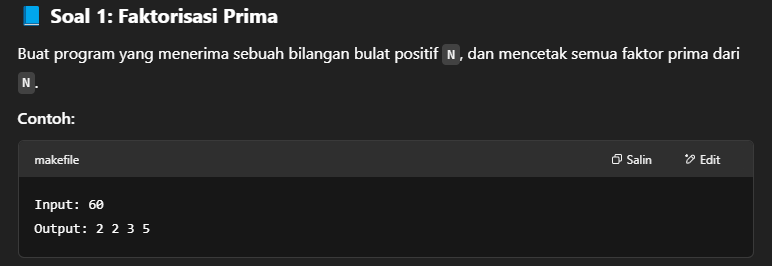 📘 Soal 1: Faktorisasi Prima
Buat program yang menerima sebuah bilangan bulat positif N, dan mencetak semua faktor prima dari
N.
Contoh:
makefile Salin Edit
Input: 60
Output: 2 2 3 5